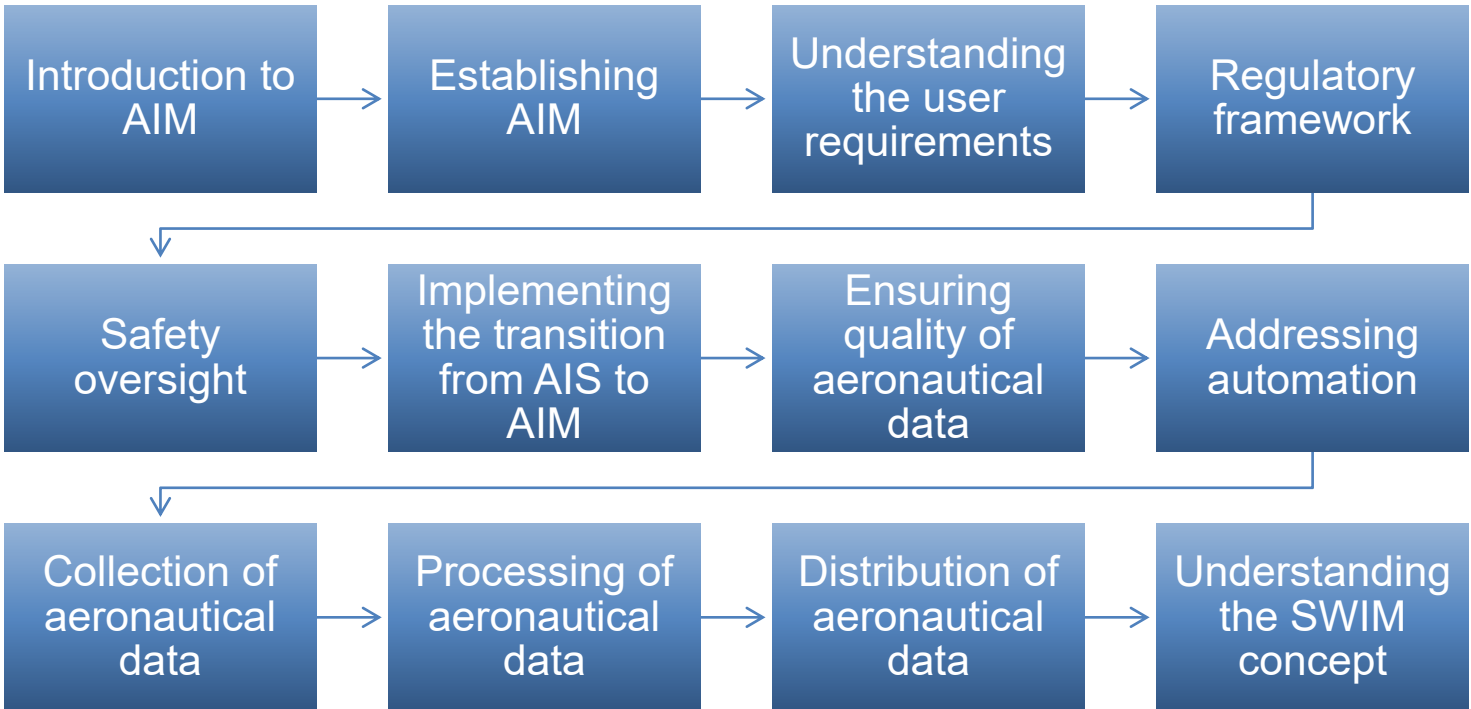 Introduction to
AIM
Establishing
AIM
Understanding
the user
requirements
Regulatory
framework
Safety
oversight
Implementing
the transition
from AIS to
AIM
Ensuring
quality of
aeronautical
data
Addressing
automation
Collection of
aeronautical
data
Processing of
aeronautical
data
Distribution of
aeronautical
data
Understanding
the SWIM
concept